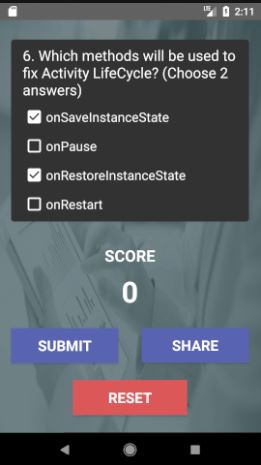 LTE 2:11
6. Which methods will be used to
fix Activity LifeCycle? (Choose 2
answers)
onSaveInstanceState
onPause
onRestoreInstanceState
onRestart
SCORE
0
SUBMIT SHARE
RESET